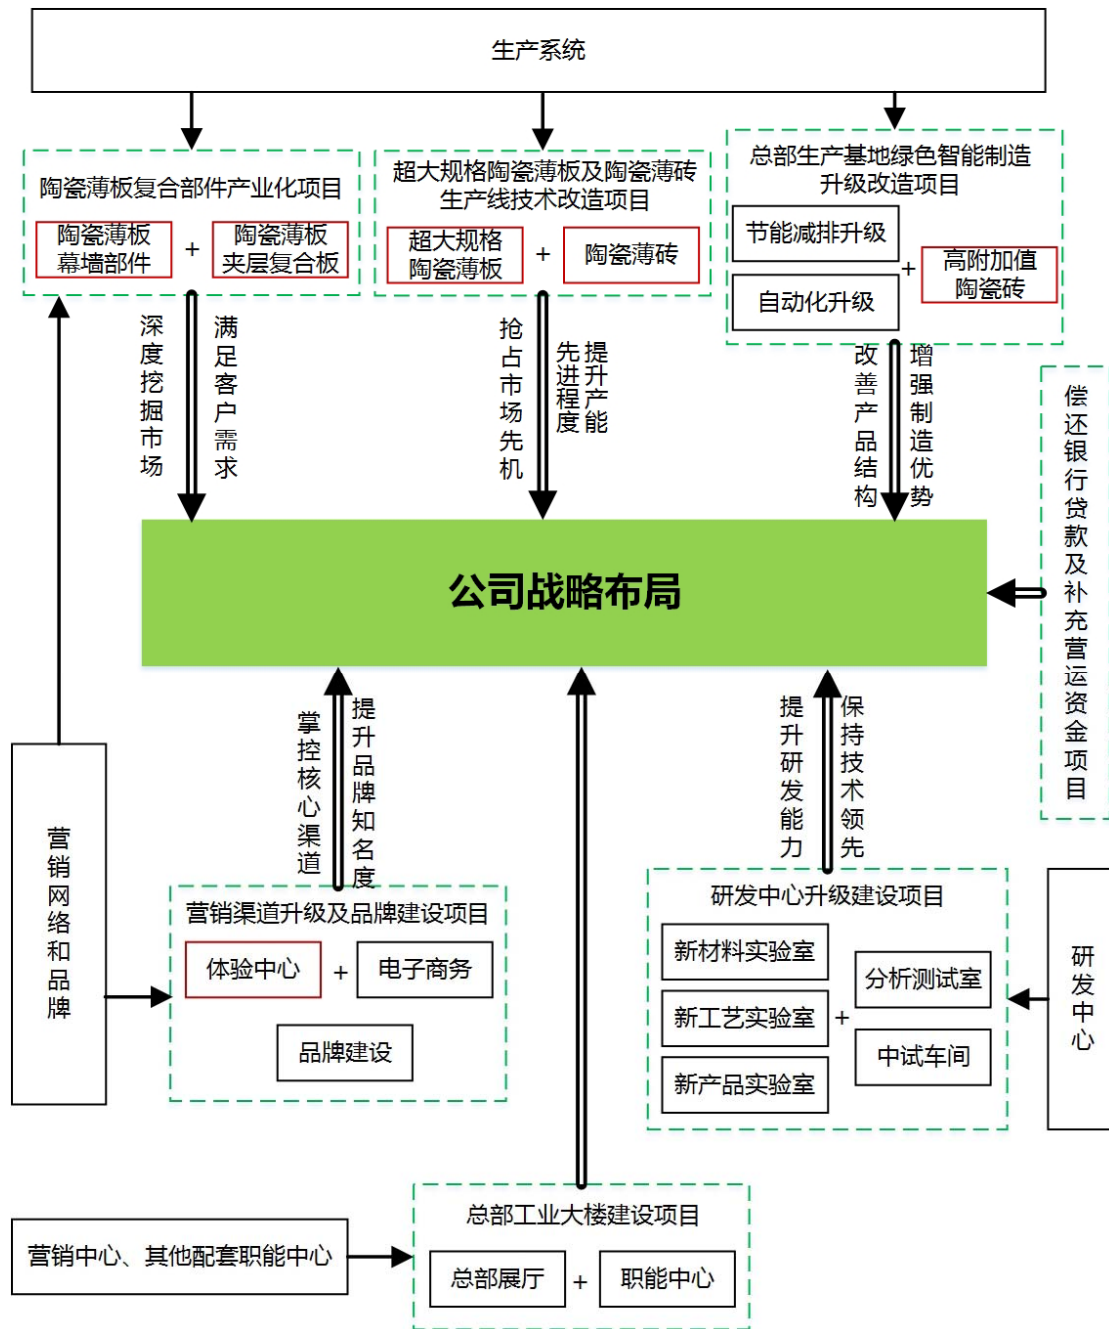 生产系统
陶瓷薄板复合部件产业化项目
陶瓷薄板
幕墙部件
+
陶瓷薄板
夹层复合板
超大规格陶瓷薄板及陶瓷薄砖
生产线技术改造项目
超大规格
陶瓷薄板
+
陶瓷薄砖
总部生产基地绿色智能制造
升级改造项目
节能减排升级
自动化升级
+
高附加值
陶瓷砖
深度挖掘市场
满足客户需求
抢占市场先机
提升产能
先进程度
改善产品结构
增强制造优势
偿还银行贷款及补充营运资金项目
公司战略布局
掌控核心渠道
提升品牌知名度
提升研发能力
保持技术领先
营销网络和品牌
营销渠道升级及品牌建设项目
体验中心
+
电子商务
品牌建设
研发中心升级建设项目
新材料实验室
新工艺实验室
新产品实验室
+
分析测试室
中试车间
研发中心
总部工业大楼建设项目
营销中心、其他配套职能中心
总部展厅
+
职能中心